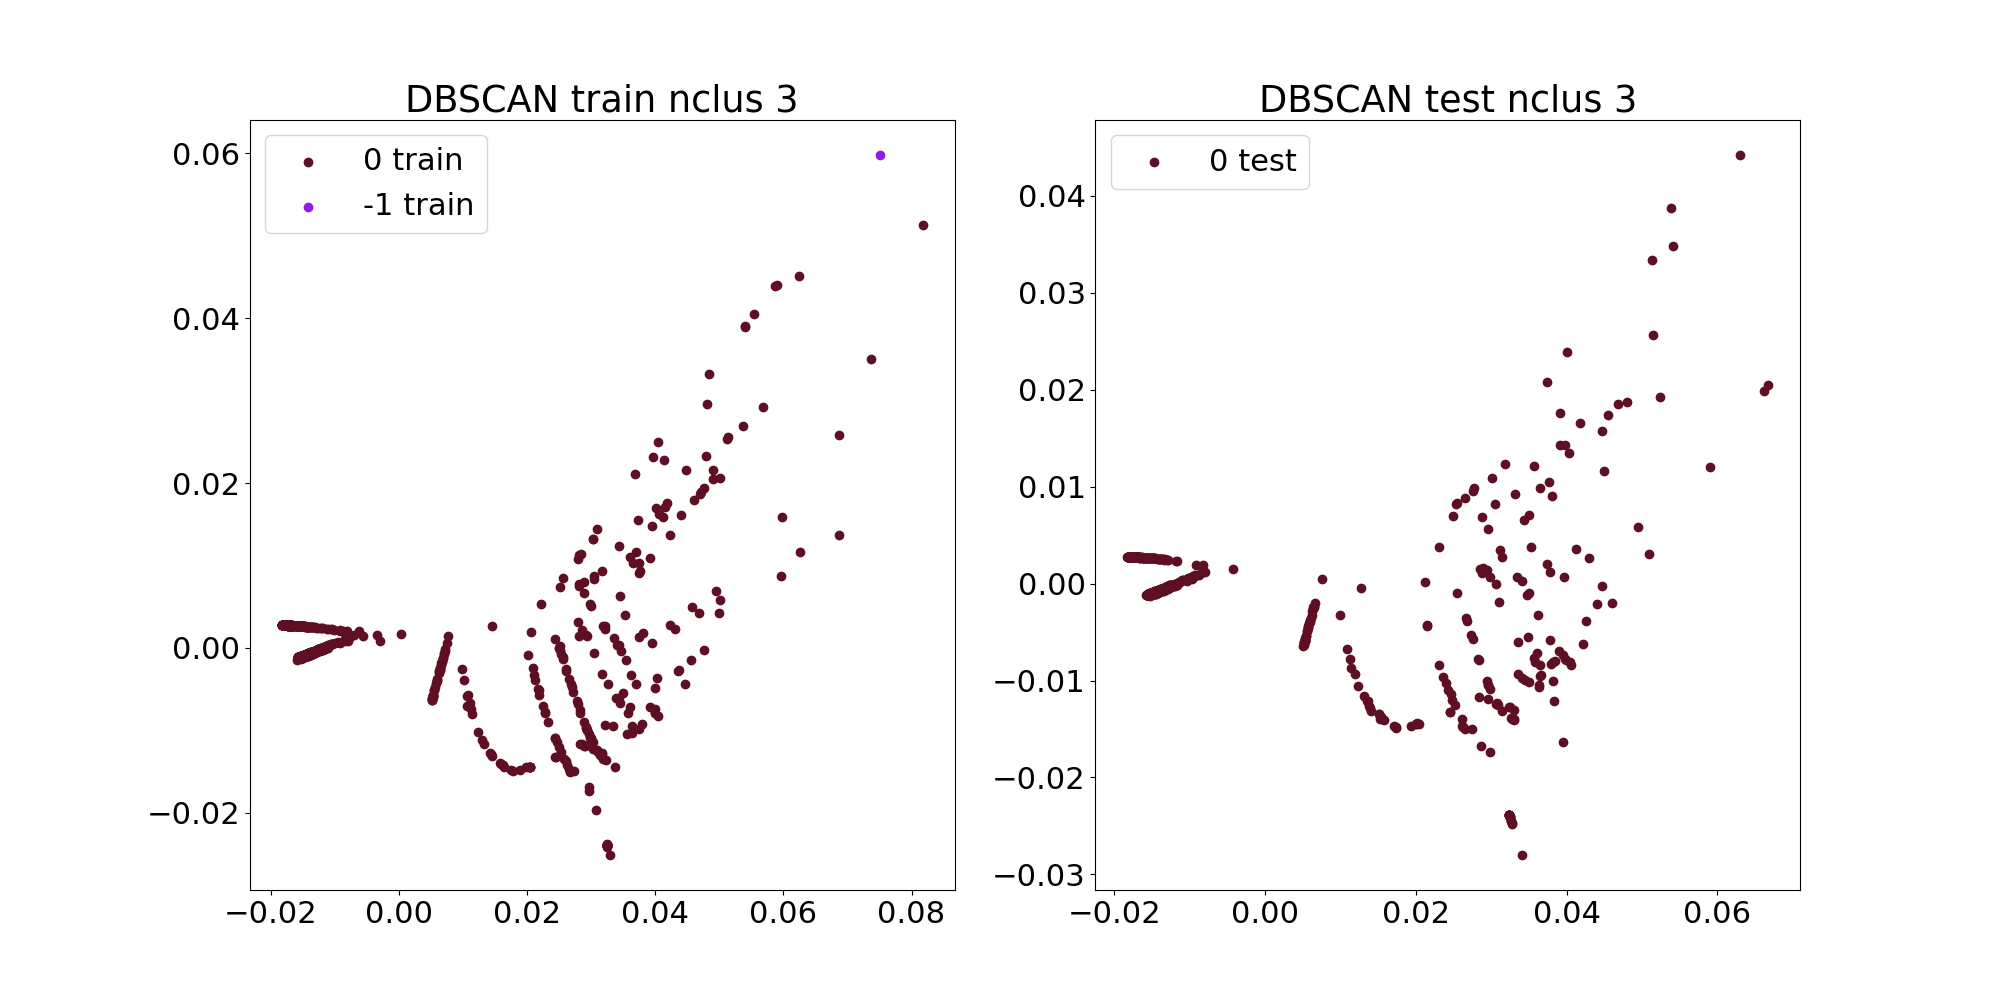 DBSCAN train nclus 3
0 train
-1 train
0.06
0.04
0.02
0.00
−0.02
−0.02 0.00 0.02 0.04 0.06 0.08
DBSCAN test nclus 3
0 test
0.04
0.03
0.02
0.01
0.00
−0.01
−0.02
−0.03
−0.02 0.00 0.02 0.04 0.06